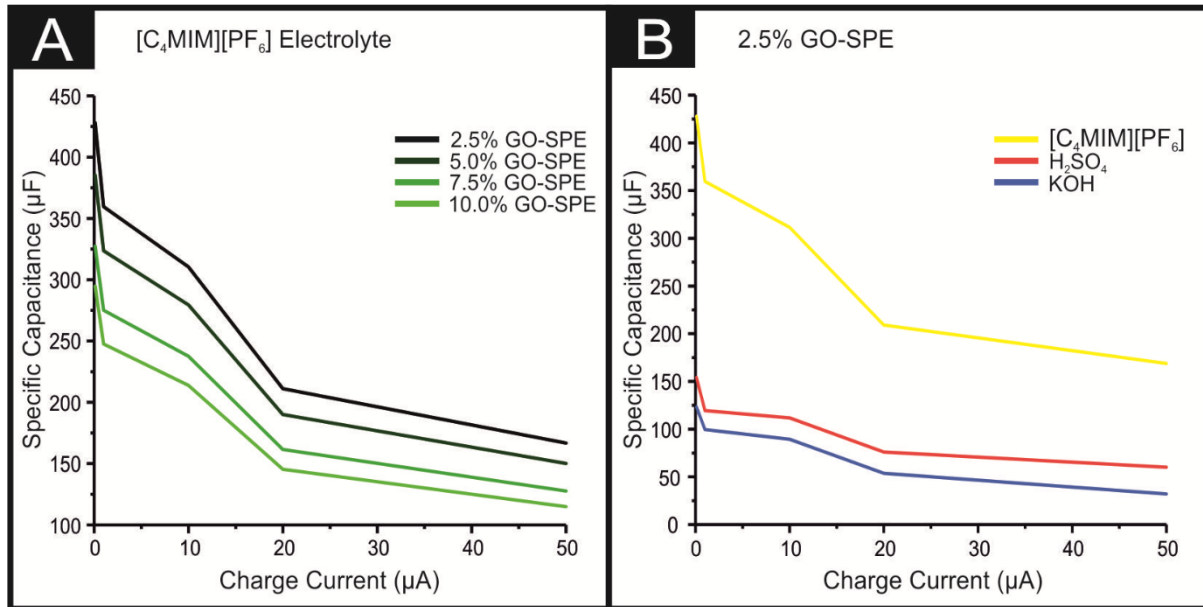 A
[C₄MIM][PF₆] Electrolyte
450
400
350
300
250
200
150
100
Specific Capacitance (µF)
2.5% GO-SPE
5.0% GO-SPE
7.5% GO-SPE
10.0% GO-SPE
0 10 20 30 40 50
Charge Current (µA)
B
2.5% GO-SPE
450
400
350
300
250
200
150
100
50
0
Specific Capacitance (µF)
[C₄MIM][PF₆]
H₂SO₄
KOH
0 10 20 30 40 50
Charge Current (µA)